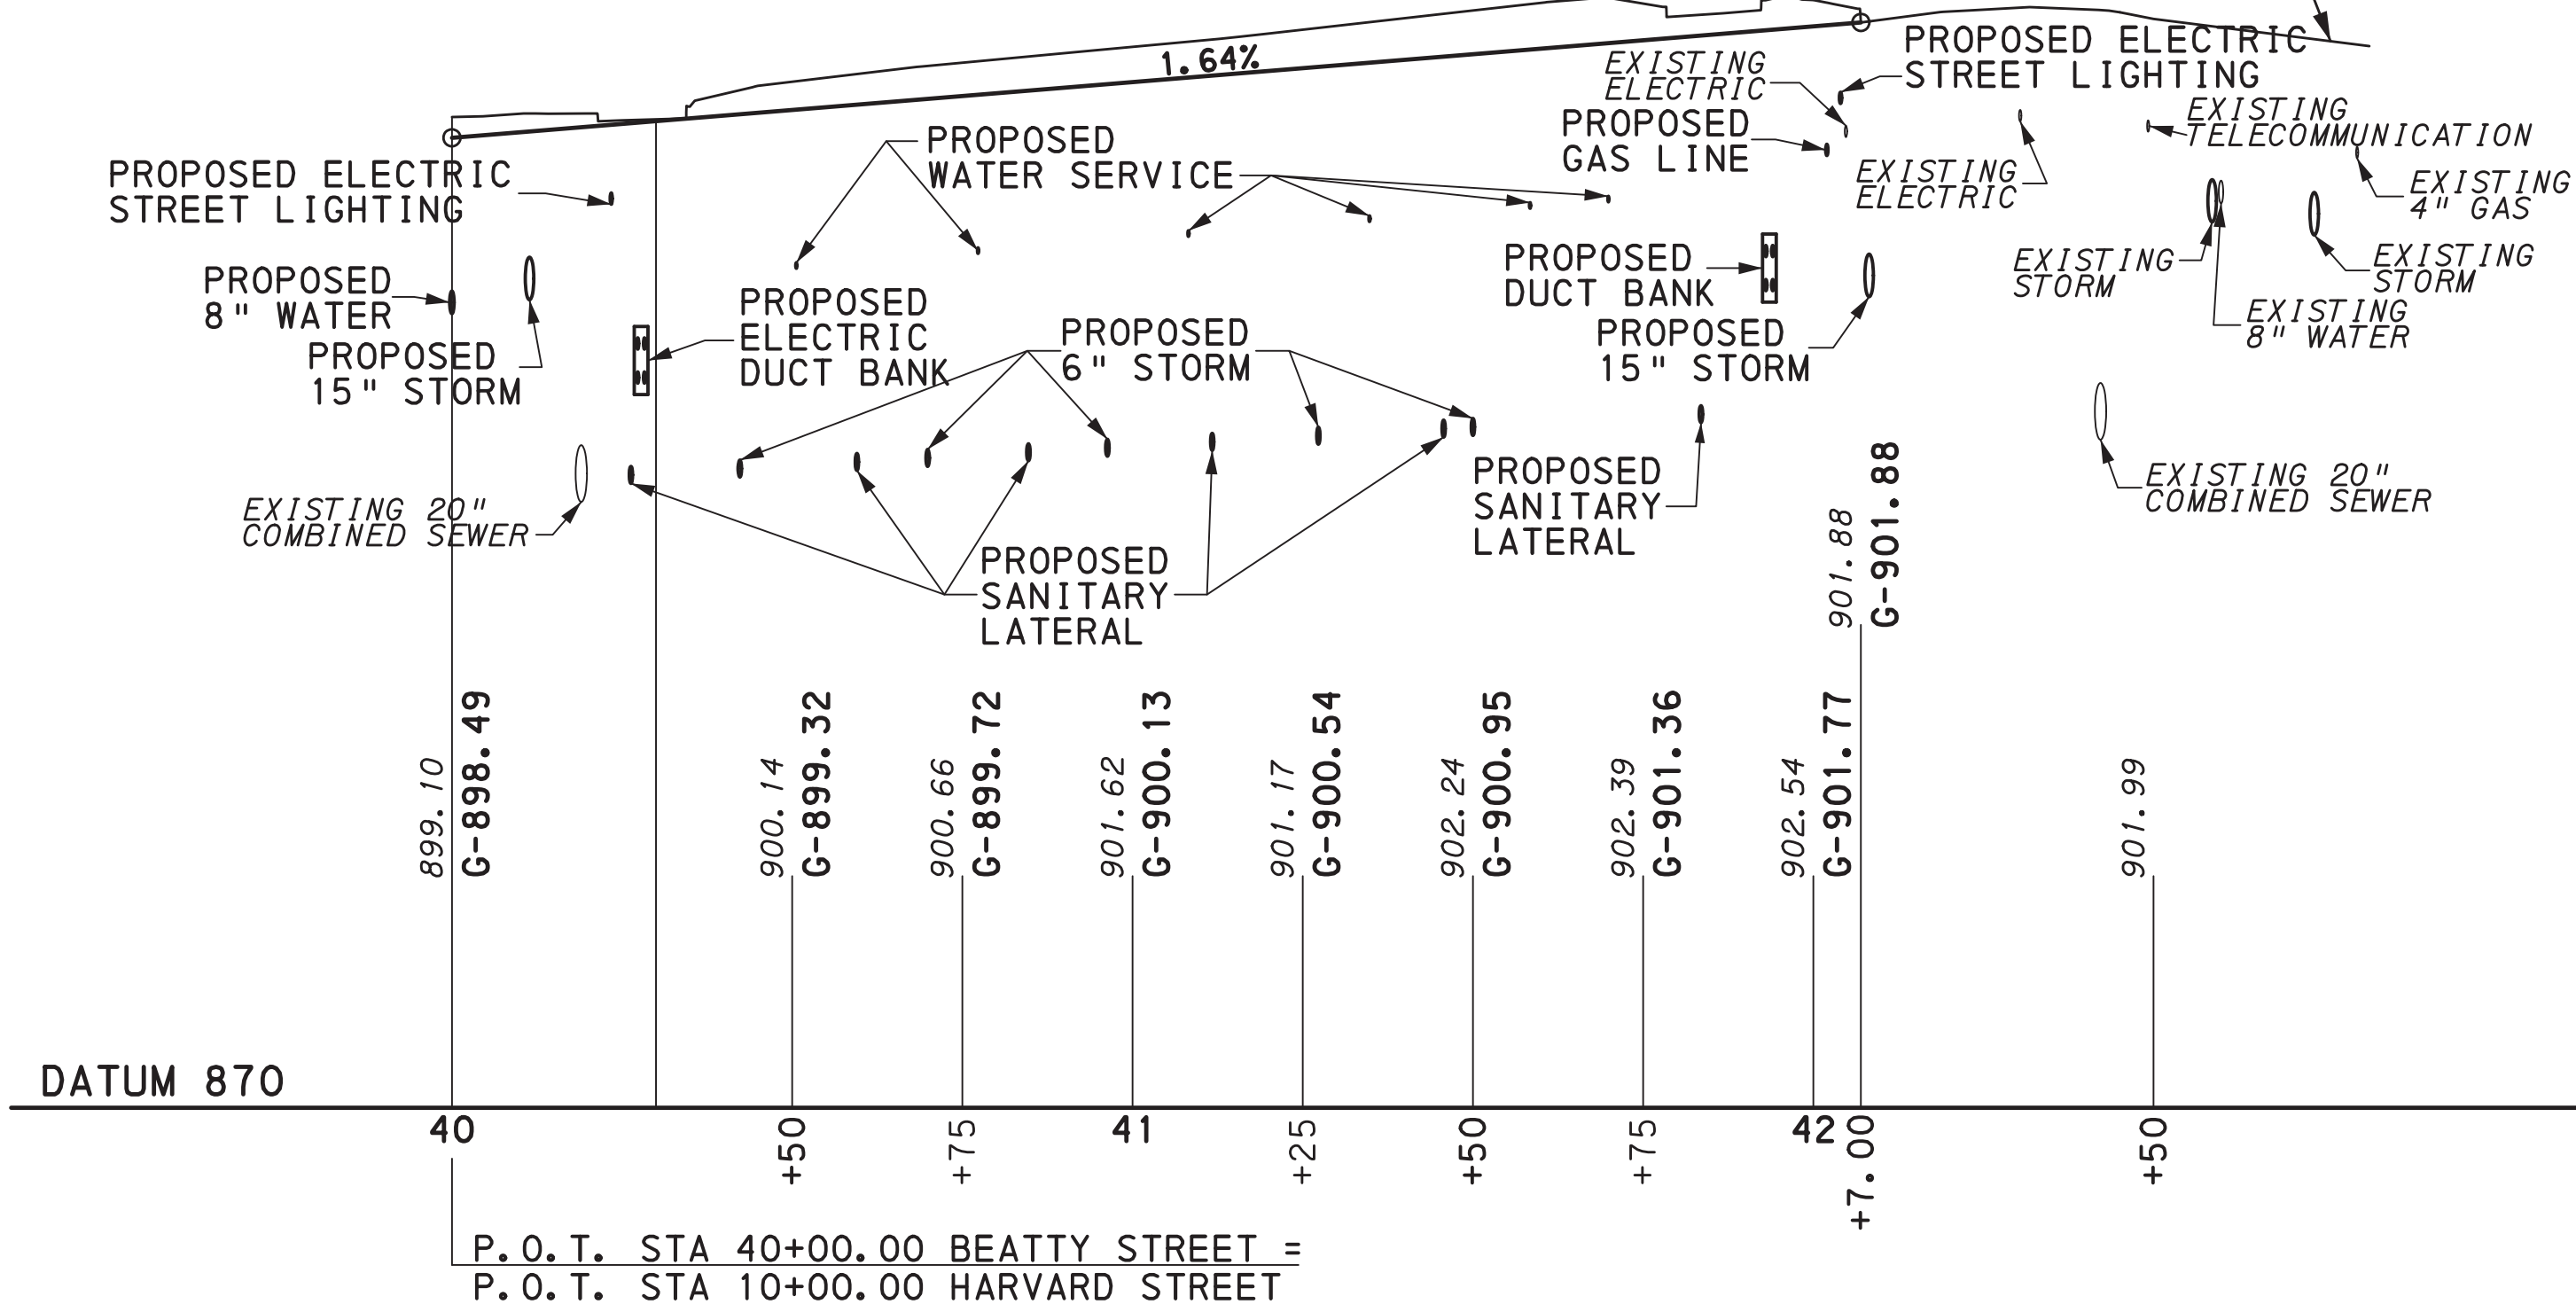 1.64%
PROPOSED ELECTRIC
STREET LIGHTING
EXISTING
ELECTRIC
PROPOSED
GAS LINE
EXISTING
TELECOMMUNICATION
PROPOSED
WATER SERVICE
PROPOSED ELECTRIC
STREET LIGHTING
EXISTING
ELECTRIC
EXISTING
4" GAS
PROPOSED
8" WATER
PROPOSED
15" STORM
PROPOSED
ELECTRIC
DUCT BANK
PROPOSED
6" STORM
PROPOSED
DUCT BANK
PROPOSED
15" STORM
EXISTING
STORM
EXISTING
STORM
EXISTING
8" WATER
EXISTING 20"
COMBINED SEWER
PROPOSED
SANITARY
LATERAL
PROPOSED
SANITARY
LATERAL
EXISTING 20"
COMBINED SEWER
899.10
G-898.49
900.14
G-899.32
900.66
G-899.72
901.62
G-900.13
901.17
G-900.54
902.24
G-900.95
902.39
G-901.36
902.54
G-901.77
901.88
G-901.88
901.99
DATUM 870
40
+50
+75
41
+25
+50
+75
42
+7.00
+50
P.O.T. STA 40+00.00 BEATTY STREET =
P.O.T. STA 10+00.00 HARVARD STREET